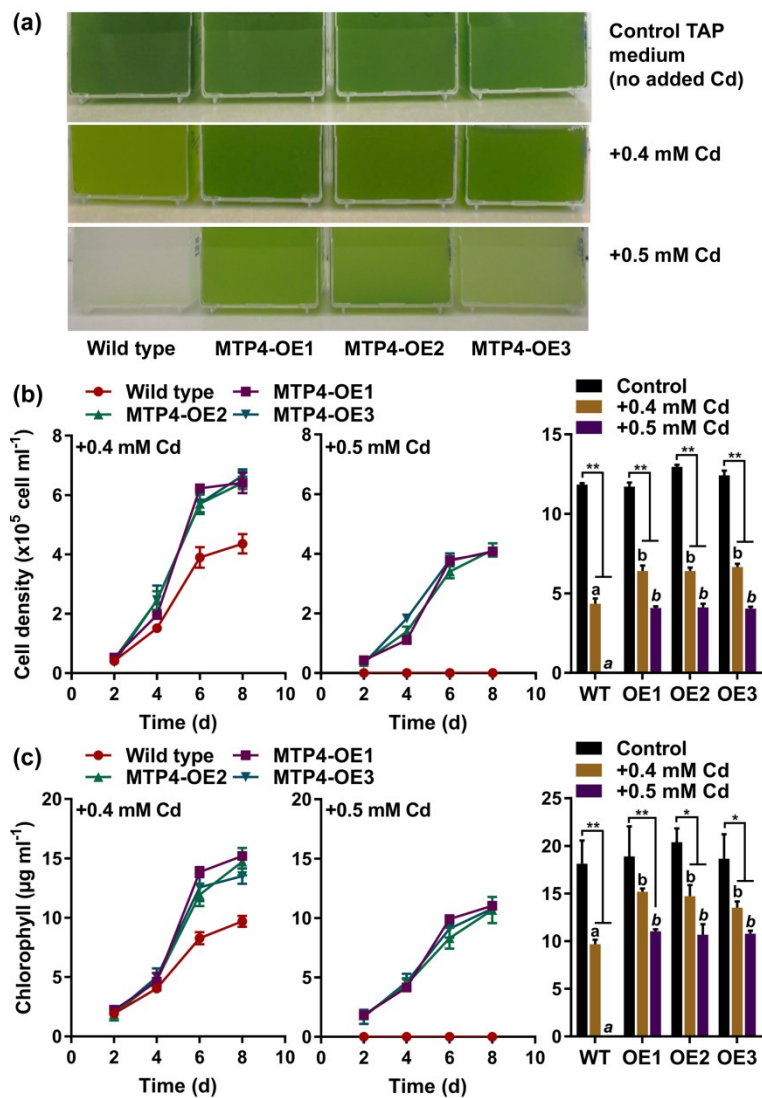 (a)
Control TAP
medium
(no added Cd)
+0.4 mM Cd
+0.5 mM Cd
Wild type MTP4-OE1 MTP4-OE2 MTP4-OE3
(b)
Wild type MTP4-OE1
MTP4-OE2 MTP4-OE3
Control
+0.4 mM Cd
+0.5 mM Cd
Cell density (x10⁵ cell ml⁻¹)
+0.4 mM Cd
8
6
4
2
0
0 2 4 6 8 10
Time (d)
+0.5 mM Cd
8
6
4
2
0
0 2 4 6 8 10
Time (d)
15
10
5
0
** ** ** **
a a b b b b b b
WT OE1 OE2 OE3
(c)
Wild type MTP4-OE1
MTP4-OE2 MTP4-OE3
Control
+0.4 mM Cd
+0.5 mM Cd
Chlorophyll (µg ml⁻¹)
+0.4 mM Cd
20
15
10
5
0
0 2 4 6 8 10
Time (d)
+0.5 mM Cd
20
15
10
5
0
0 2 4 6 8 10
Time (d)
25
20
15
10
5
0
** ** * *
a a b b b b b b
WT OE1 OE2 OE3